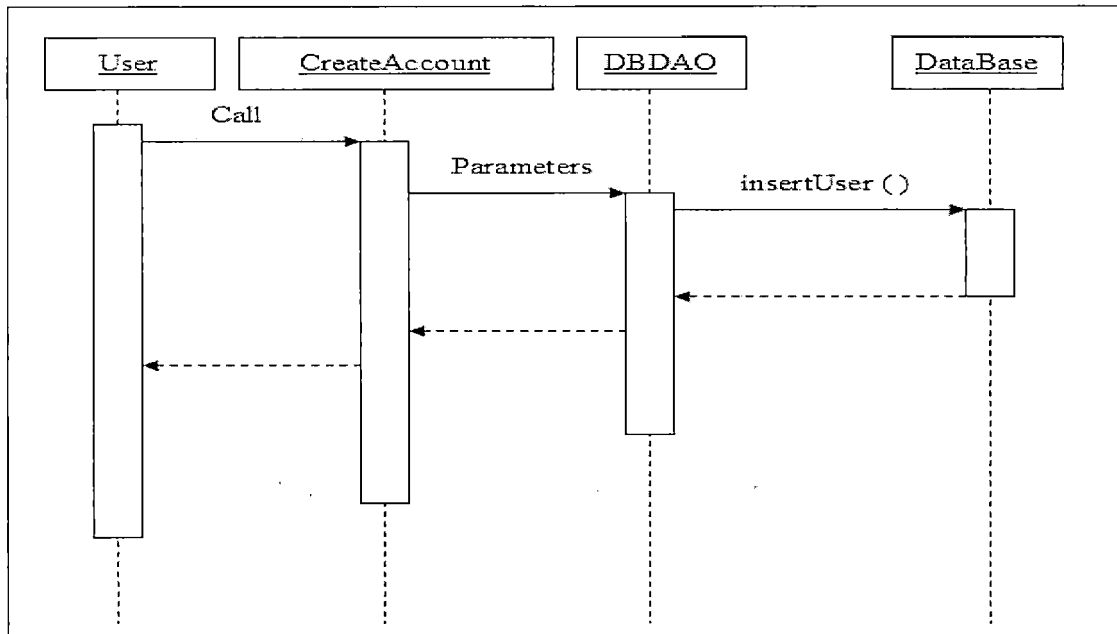 User
CreateAccount
DBDAO
DataBase
Call
Parameters
insertUser ( )